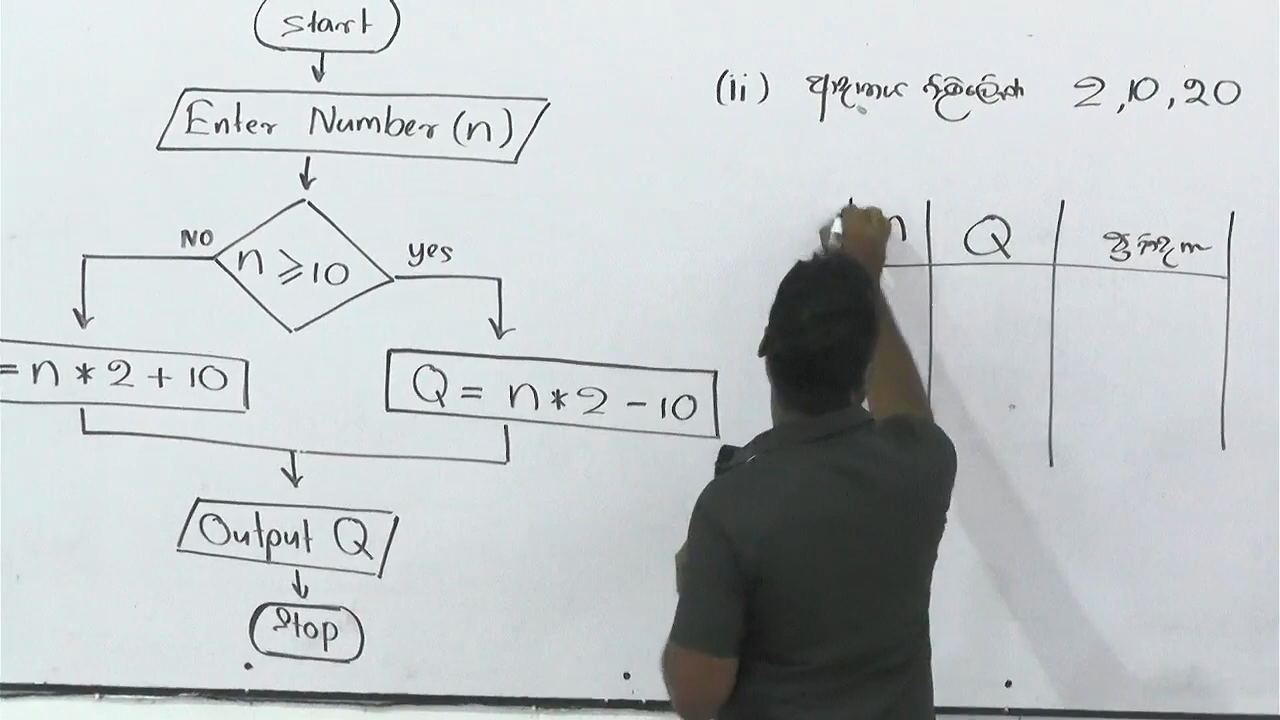 Start
Enter Number (n)
n ≥ 10
NO
yes
= n * 2 + 10
Q = n * 2 - 10
Output Q
Stop
(ii) 2, 10, 20
n Q